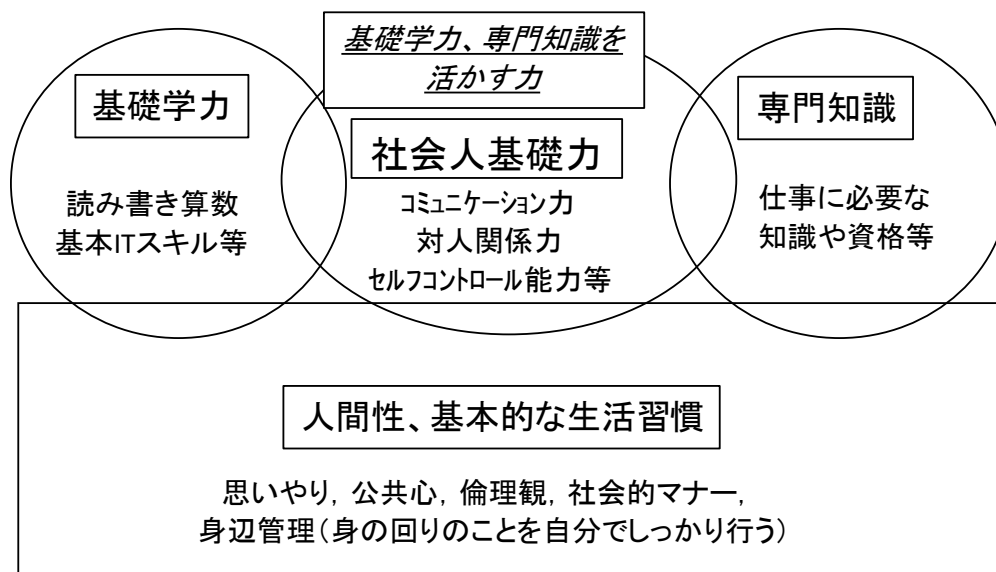 基礎学力、専門知識を
活かす力
基礎学力
読み書き算数
基本ITスキル等
社会人基礎力
コミュニケーション力
対人関係力
セルフコントロール能力等
専門知識
仕事に必要な
知識や資格等
人間性、基本的な生活習慣
思いやり, 公共心, 倫理観, 社会的マナー,
身辺管理(身の回りのことを自分でしっかり行う)